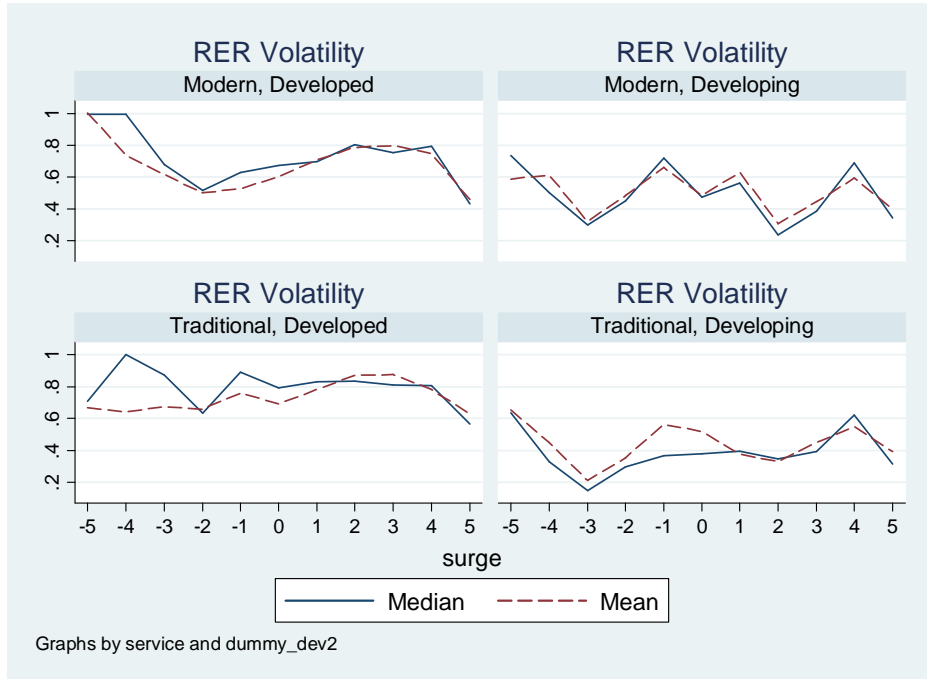 RER Volatility
Modern, Developed
RER Volatility
Modern, Developing
1
.8
.6
.4
.2
RER Volatility
Traditional, Developed
RER Volatility
Traditional, Developing
1
.8
.6
.4
.2
-5 -4 -3 -2 -1 0 1 2 3 4 5
-5 -4 -3 -2 -1 0 1 2 3 4 5
surge
Median Mean
Graphs by service and dummy_dev2